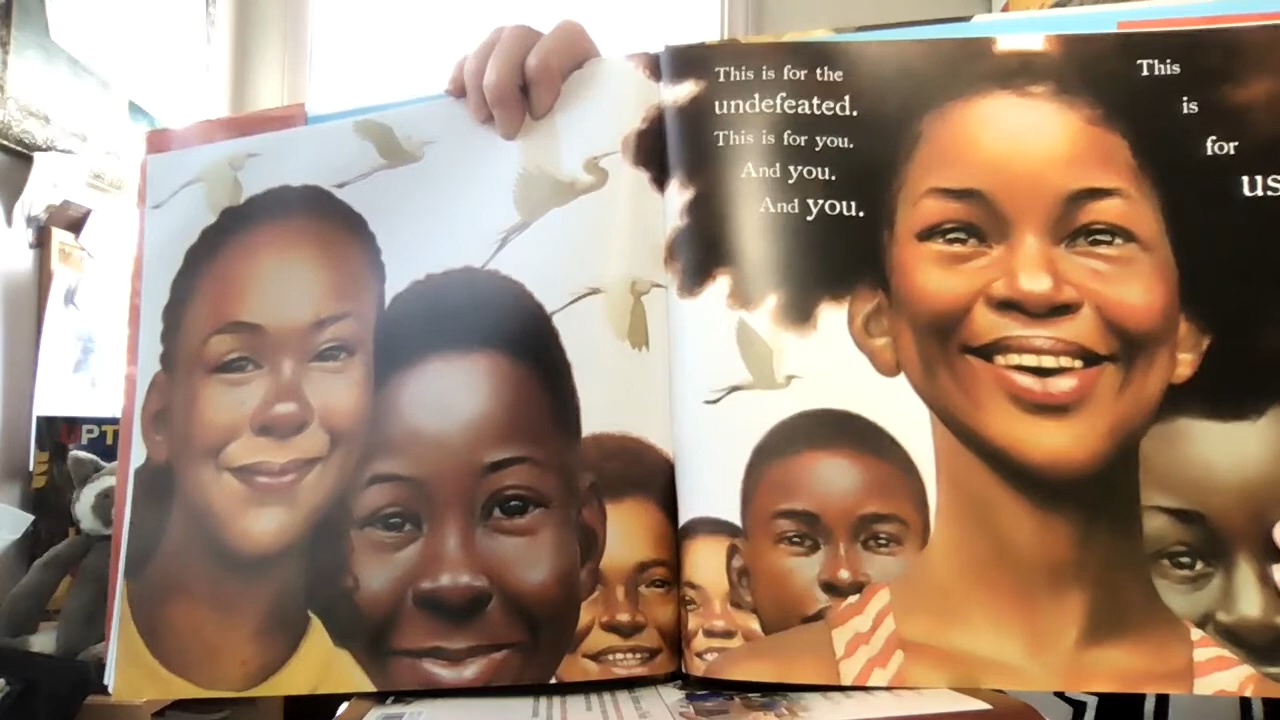 This is for the
undefeated.
This is for you.
And you.
And you.
This
is
for
us
UPT